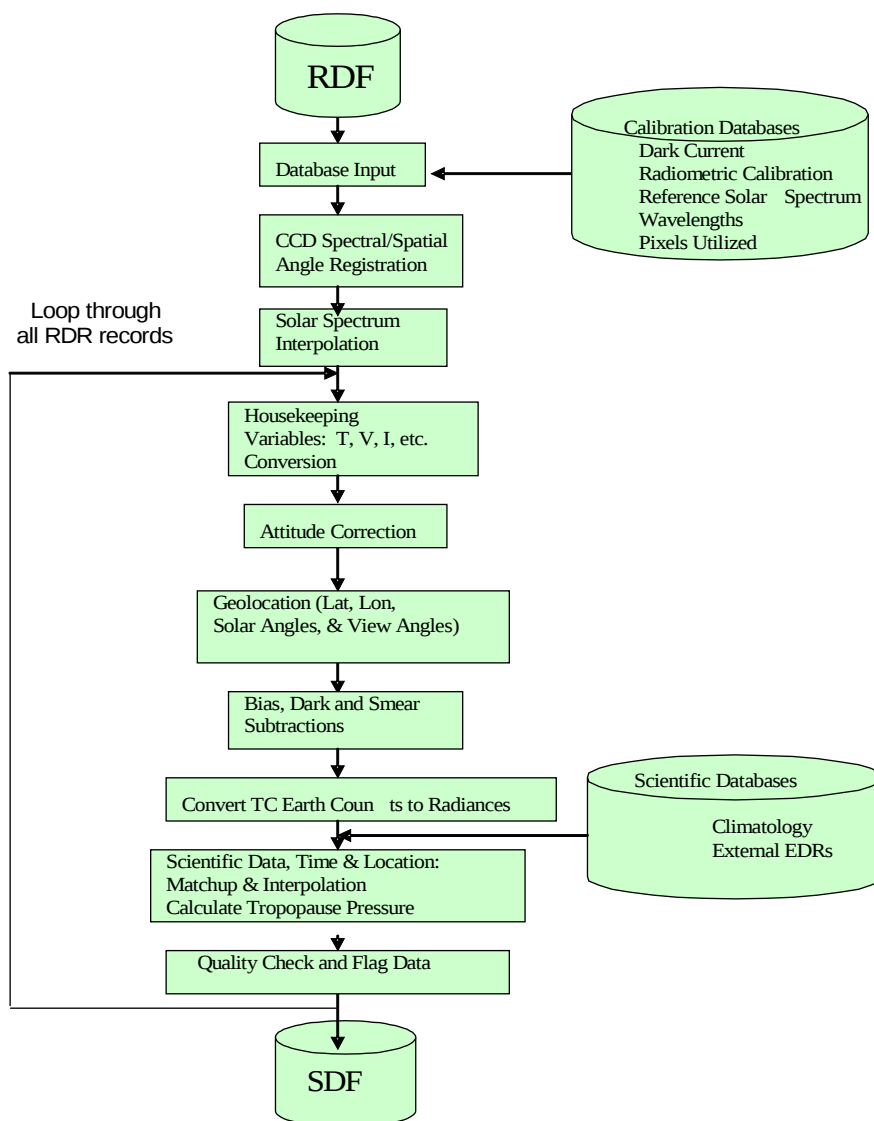 RDF
Calibration Databases
Dark Current
Radiometric Calibration
Reference Solar Spectrum
Wavelengths
Pixels Utilized
Database Input
CCD Spectral/Spatial
Angle Registration
Loop through
all RDR records
Solar Spectrum
Interpolation
Housekeeping
Variables: T, V, I, etc.
Conversion
Attitude Correction
Geolocation (Lat, Lon,
Solar Angles, & View Angles)
Bias, Dark and Smear
Subtractions
Convert TC Earth Coun ts to Radiances
Scientific Databases
Climatology
External EDRs
Scientific Data, Time & Location:
Matchup & Interpolation
Calculate Tropopause Pressure
Quality Check and Flag Data
SDF